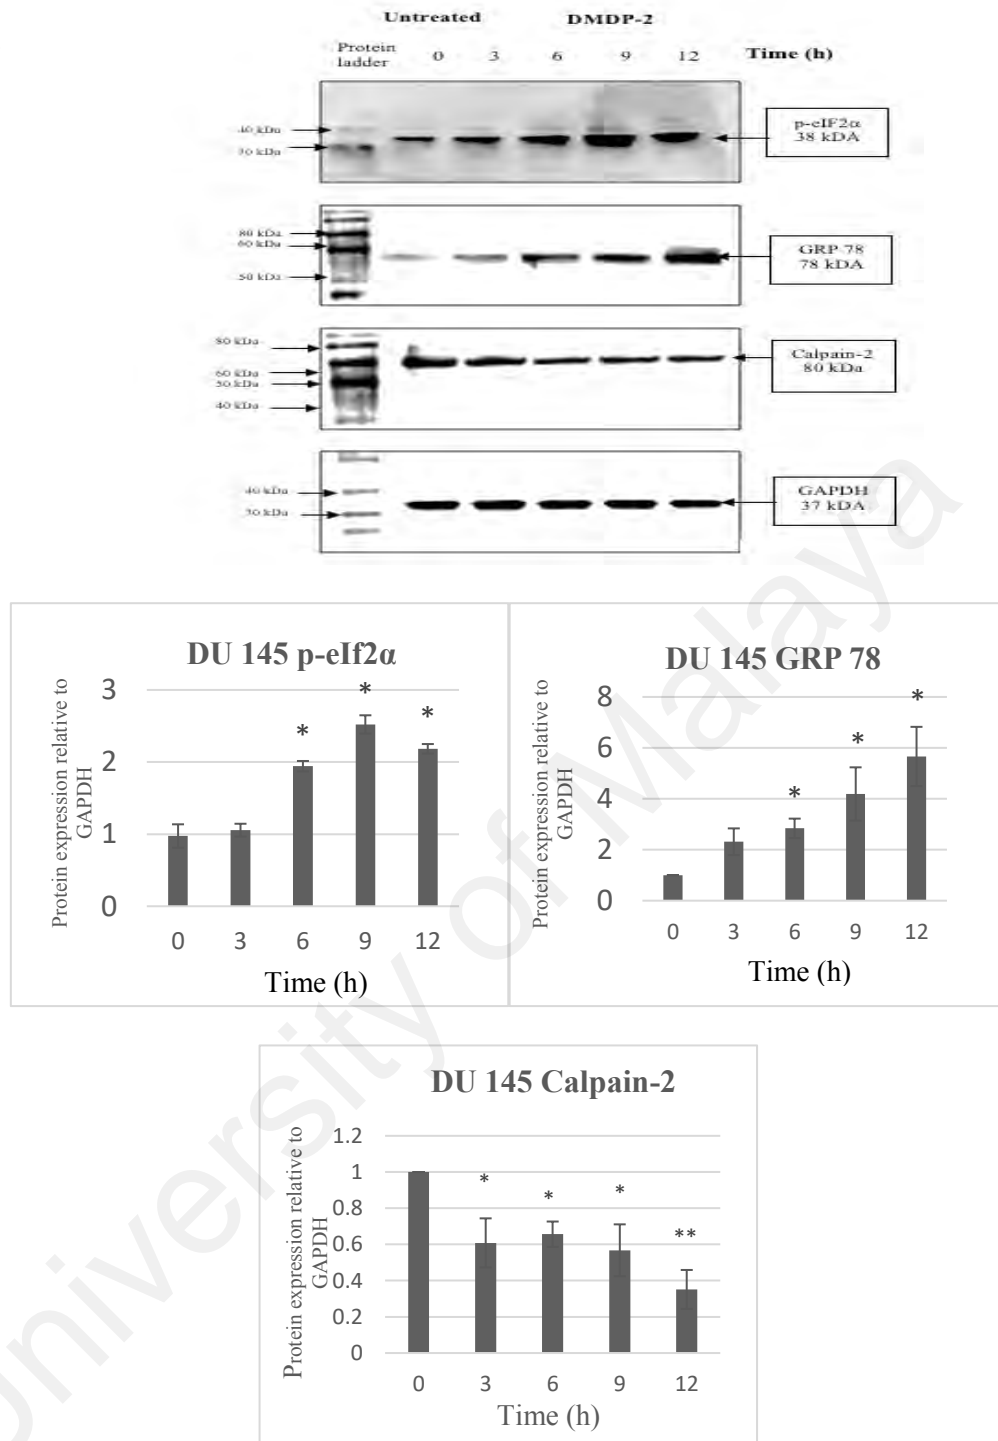 Untreated DMDP-2
Protein ladder 0 3 6 9 12 Time (h)
40 kDa
30 kDa
p-eIF2α
38 kDA
80 kDa
60 kDa
50 kDa
GRP 78
78 kDA
80 kDa
60 kDa
50 kDa
40 kDa
Calpain-2
80 kDa
40 kDa
30 kDa
GAPDH
37 kDA
DU 145 p-eIf2α
Protein expression relative to
GAPDH
3
2
1
0
* * *
0 3 6 9 12
Time (h)
DU 145 GRP 78
Protein expression relative to
GAPDH
8
6
4
2
0
* * *
0 3 6 9 12
Time (h)
DU 145 Calpain-2
Protein expression relative to
GAPDH
1.2
1
0.8
0.6
0.4
0.2
0
* * * **
0 3 6 9 12
Time (h)
University of Malaya